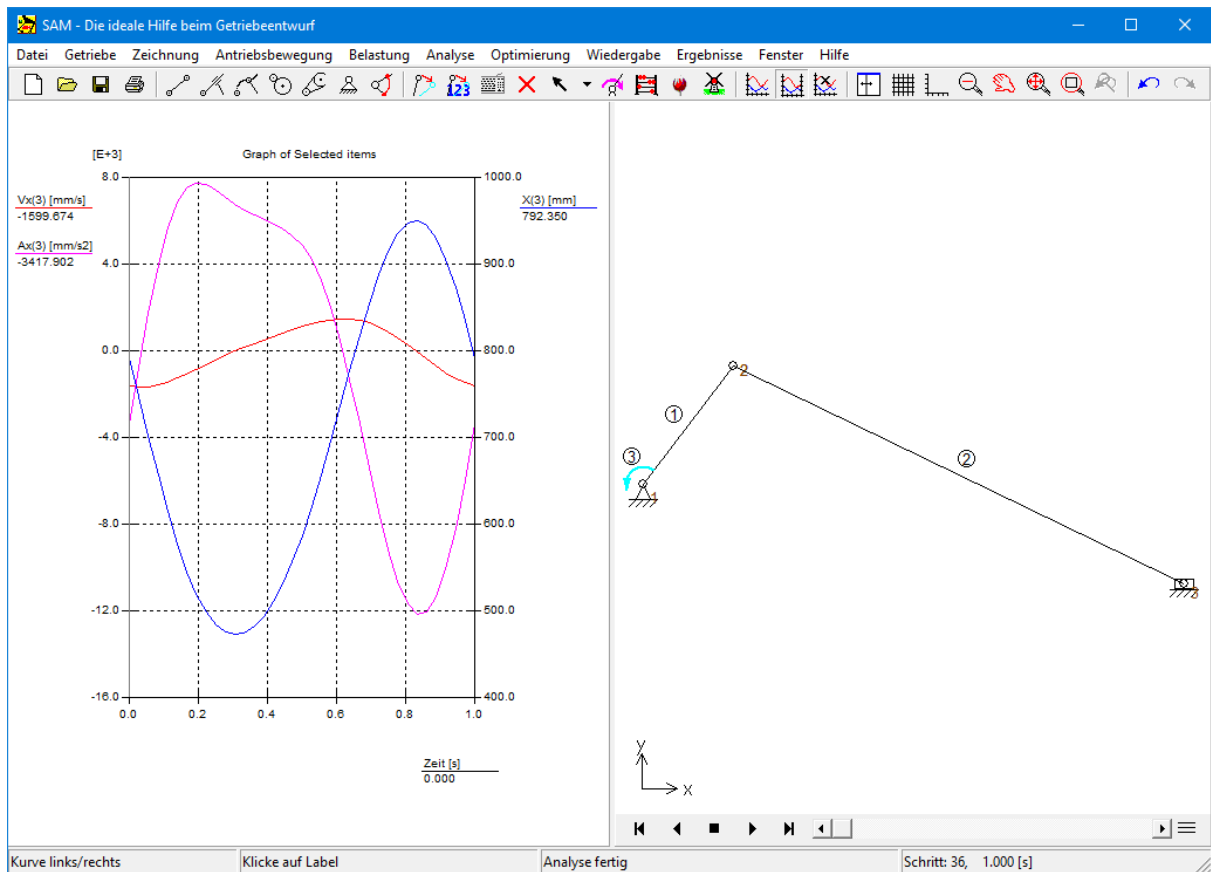 SAM - Die ideale Hilfe beim Getriebeentwurf
Datei Getriebe Zeichnung Antriebsbewegung Belastung Analyse Optimierung Wiedergabe Ergebnisse Fenster Hilfe
123
[E+3] Graph of Selected items
Vx(3) [mm/s]
-1599.674
Ax(3) [mm/s2]
-3417.902
X(3) [mm]
792.350
8.0
4.0
0.0
-4.0
-8.0
-12.0
-16.0
1000.0
900.0
800.0
700.0
600.0
500.0
400.0
0.0 0.2 0.4 0.6 0.8 1.0
Zeit [s]
0.000
2
1
3
2
1
3
y
x
Kurve links/rechts Klicke auf Label Analyse fertig Schritt: 36, 1.000 [s]